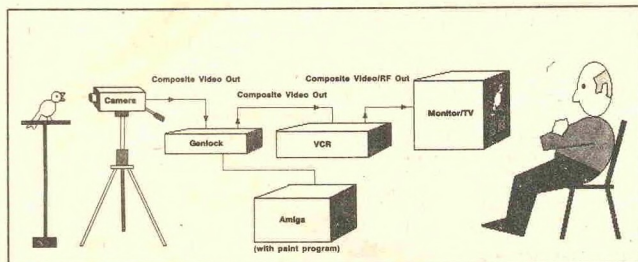 Composite Video Out
Composite Video Out
Composite Video/RF Out
Camera
Genlock
VCR
Monitor/TV
Amiga
(with paint program)